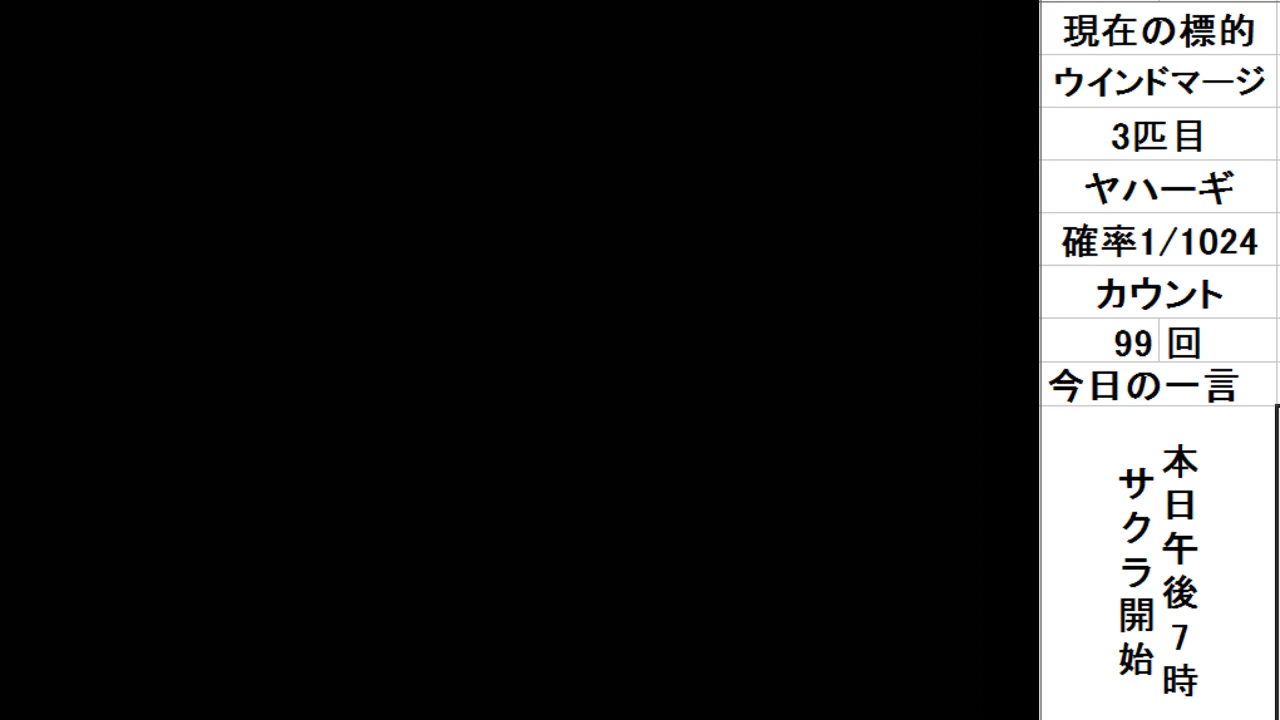 現在の標的
ウインドマージ
3匹目
ヤハーギ
確率1/1024
カウント
99 回
今日の一言
本日午後7時
サクラ開始